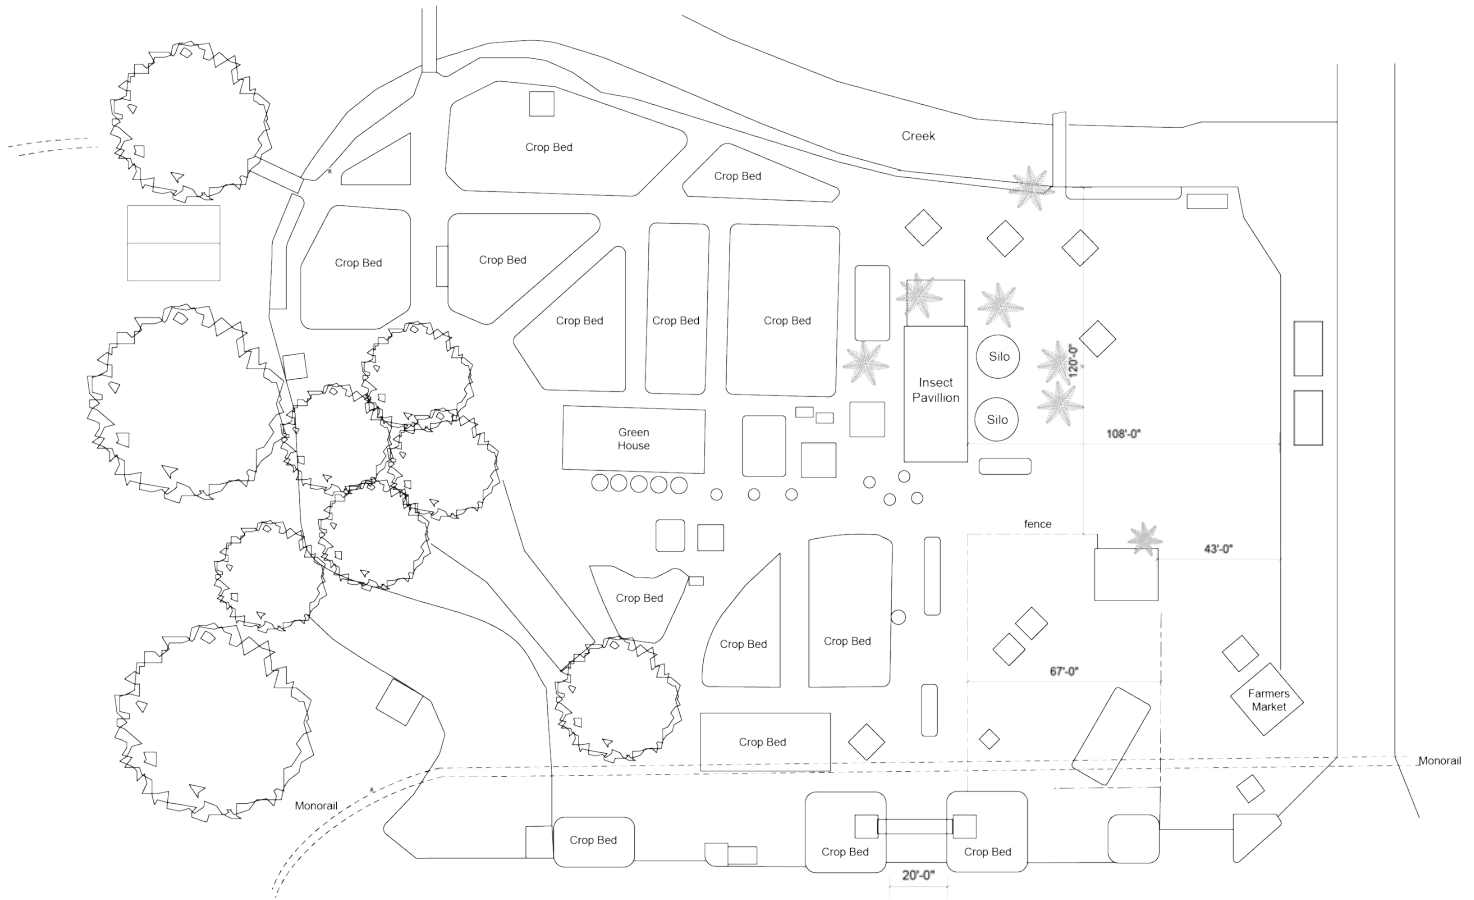 Creek
Crop Bed
Crop Bed
Crop Bed
Crop Bed
Crop Bed
Crop Bed
Crop Bed
Silo
120'-0"
Insect
Pavillion
Silo
Green
House
108'-0"
fence
43'-0"
Crop Bed
Crop Bed
Crop Bed
67'-0"
Farmers
Market
Crop Bed
Monorail
Monorail
Crop Bed
Crop Bed
Crop Bed
20'-0"